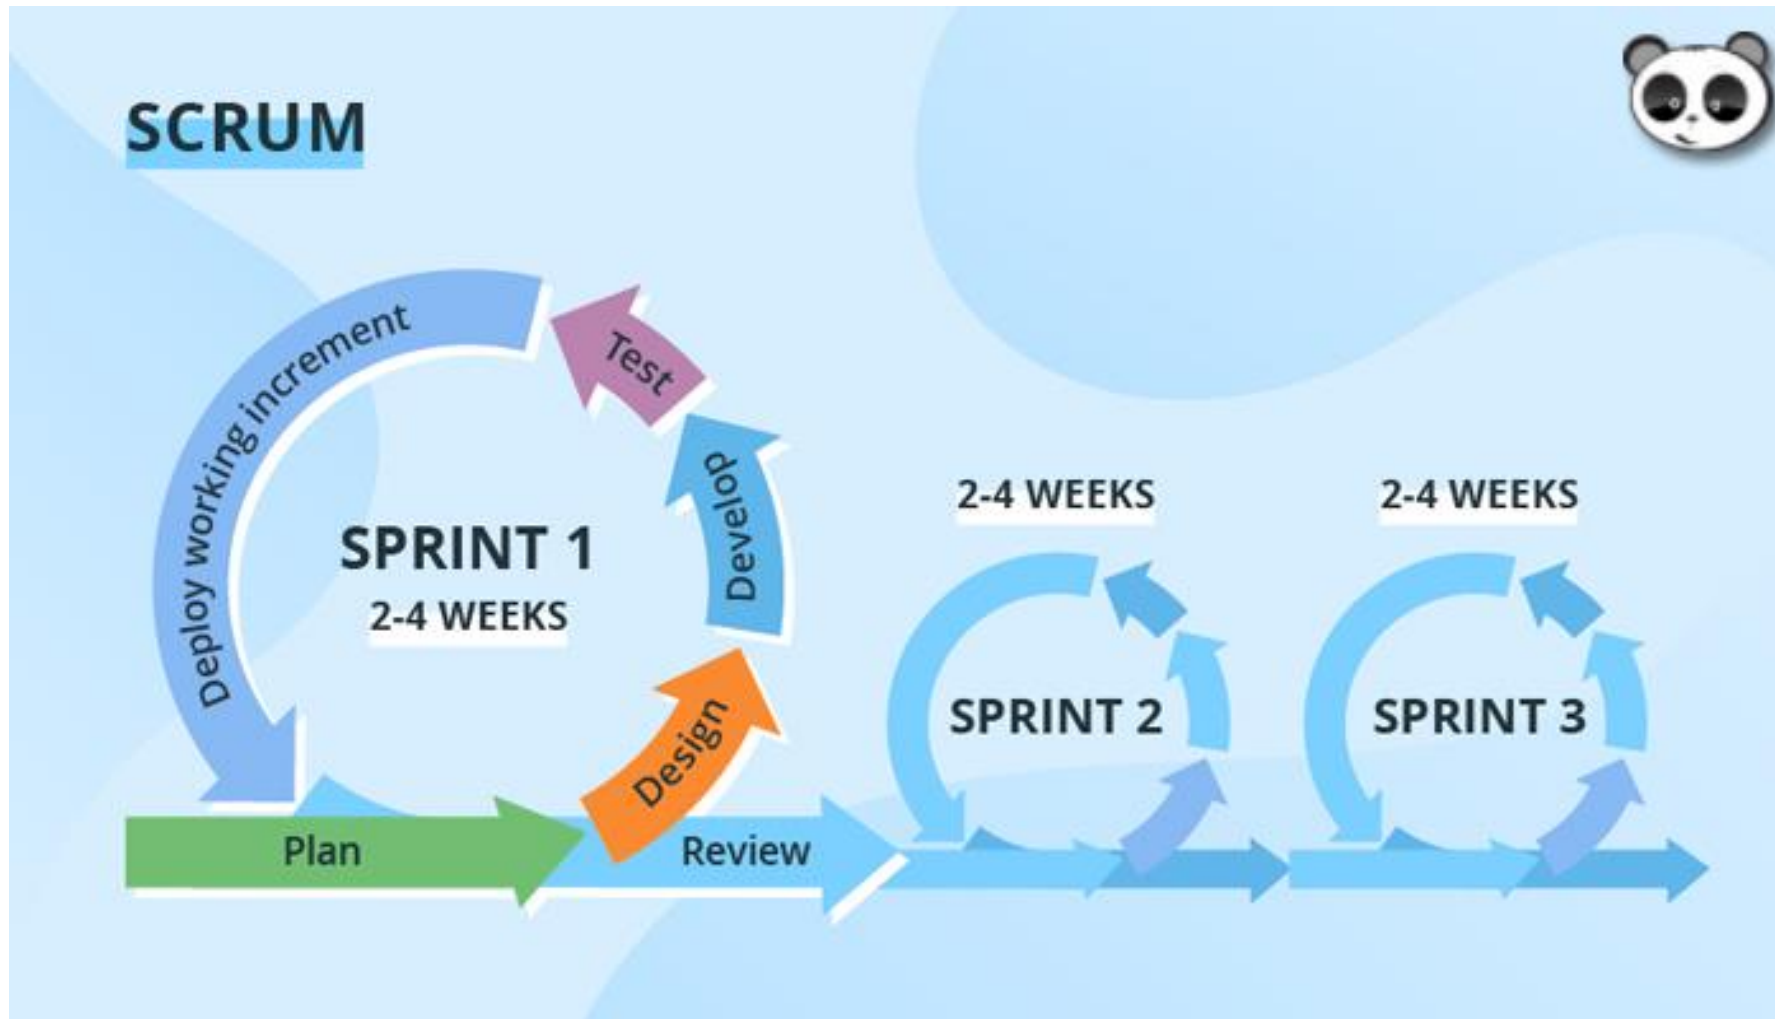 SCRUM
Deploy working increment
Test
Develop
SPRINT 1
2-4 WEEKS
Design
Plan
Review
2-4 WEEKS
SPRINT 2
2-4 WEEKS
SPRINT 3